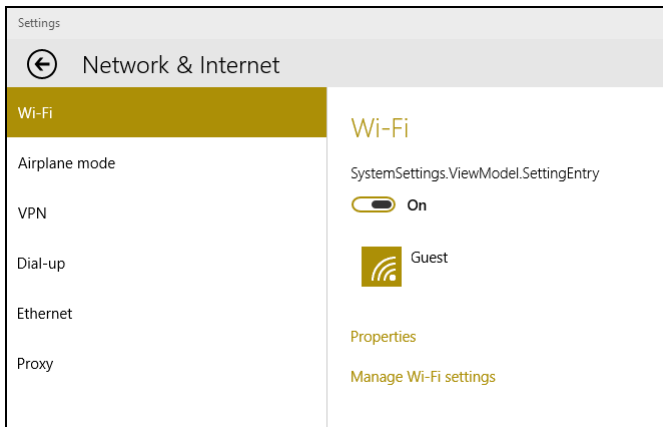 Settings
Network & Internet
Wi-Fi
Airplane mode
VPN
Dial-up
Ethernet
Proxy
Wi-Fi
SystemSettings.ViewModel.SettingEntry
On
Guest
Properties
Manage Wi-Fi settings